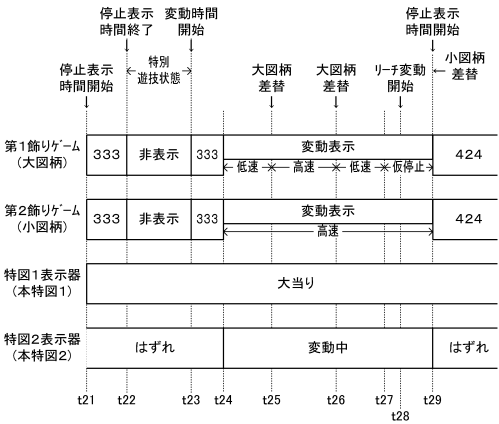 停止表示
時間終了
変動時間
開始
停止表示
時間開始
停止表示
時間開始
特別
遊技状態
大図柄
差替
大図柄
差替
リーチ変動
開始
小図柄
差替
第1飾りゲーム
(大図柄)
333
非表示
333
変動表示
低速
高速
低速
仮停止
424
第2飾りゲーム
(小図柄)
333
非表示
333
変動表示
高速
424
特図1表示器
(本特図1)
大当り
特図2表示器
(本特図2)
はずれ
変動中
はずれ
t21
t22
t23
t24
t25
t26
t27
t28
t29